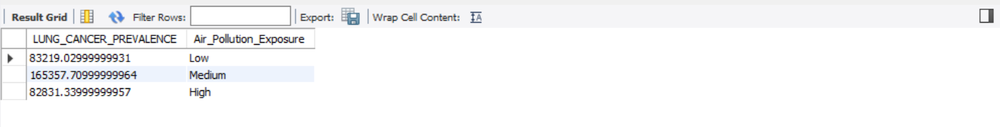 Result Grid Filter Rows: Export: Wrap Cell Content: IA
LUNG_CANCER_PREVALENCE Air_Pollution_Exposure
83219.02999999931 Low
165357.70999999964 Medium
82831.33999999957 High